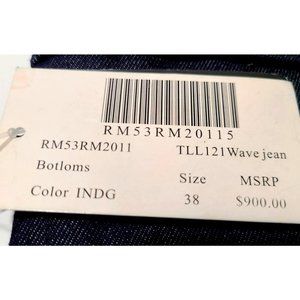 RM53RM20115
RM53RM2011 TLL121Wave jean
Botloms Size MSRP
Color INDG 38 $900.00